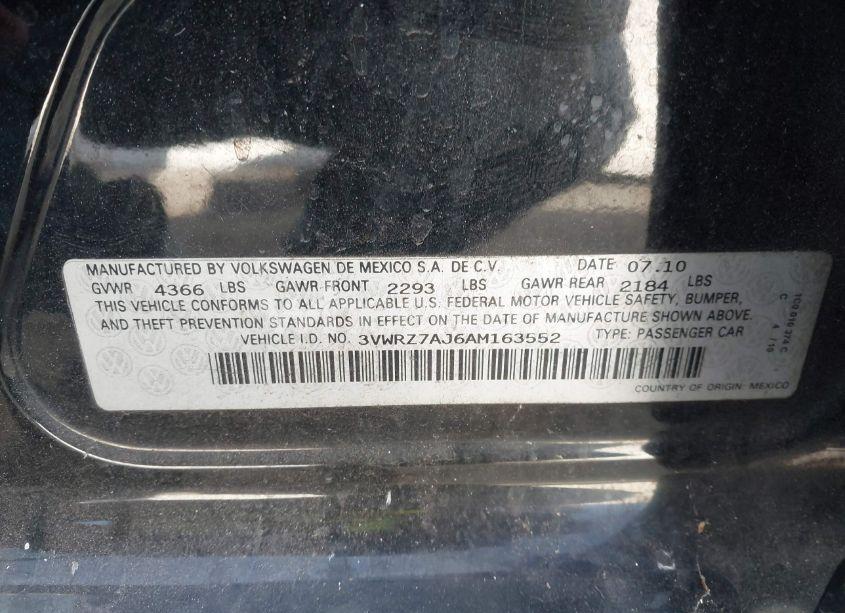 MANUFACTURED BY VOLKSWAGEN DE MEXICO S.A. DE C.V. DATE: 07.10
GVWR 4366 LBS GAWR FRONT 2293 LBS GAWR REAR 2184 LBS
THIS VEHICLE CONFORMS TO ALL APPLICABLE U.S. FEDERAL MOTOR VEHICLE SAFETY, BUMPER,
AND THEFT PREVENTION STANDARDS IN EFFECT ON THE DATE OF MANUFACTURE SHOWN ABOVE.
VEHICLE I.D. NO. 3VWRZ7AJ6AM163552 TYPE: PASSENGER CAR
COUNTRY OF ORIGIN: MEXICO
C 4/10